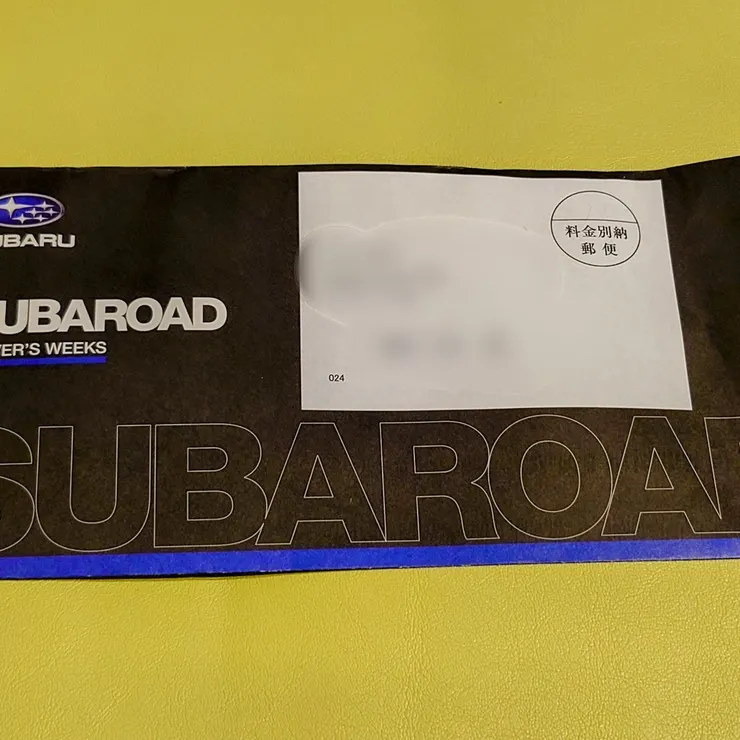 UBARU
UBAROAD
ER'S WEEKS
料金別納
郵便
024
SUBAROAD